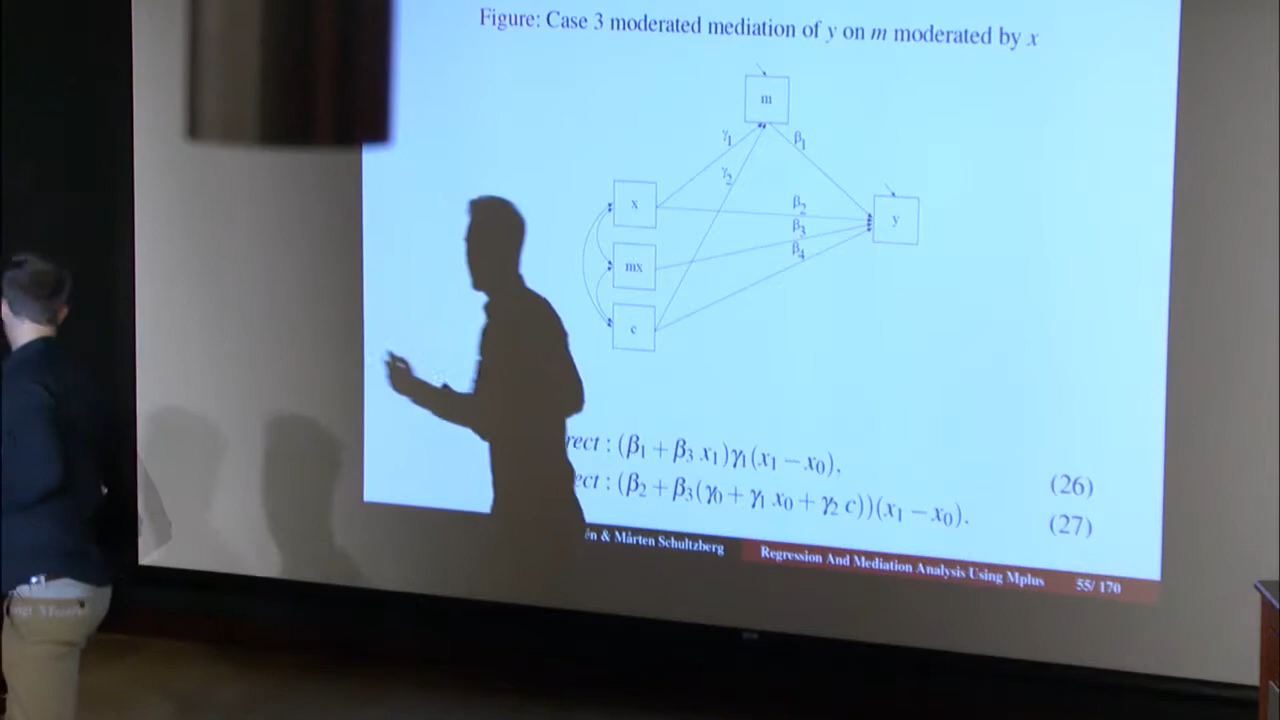 Figure: Case 3 moderated mediation of y on m moderated by x
m
γ1
β1
γ2
x
β2
y
β3
mx
β4
c
rect : (β1 + β3 x1)γ1(x1 − x0).
(26)
ect : (β2 + β3(γ0 + γ1 x0 + γ2 c))(x1 − x0).
(27)
én & Mårten Schultzberg
Regression And Mediation Analysis Using Mplus
55/ 170